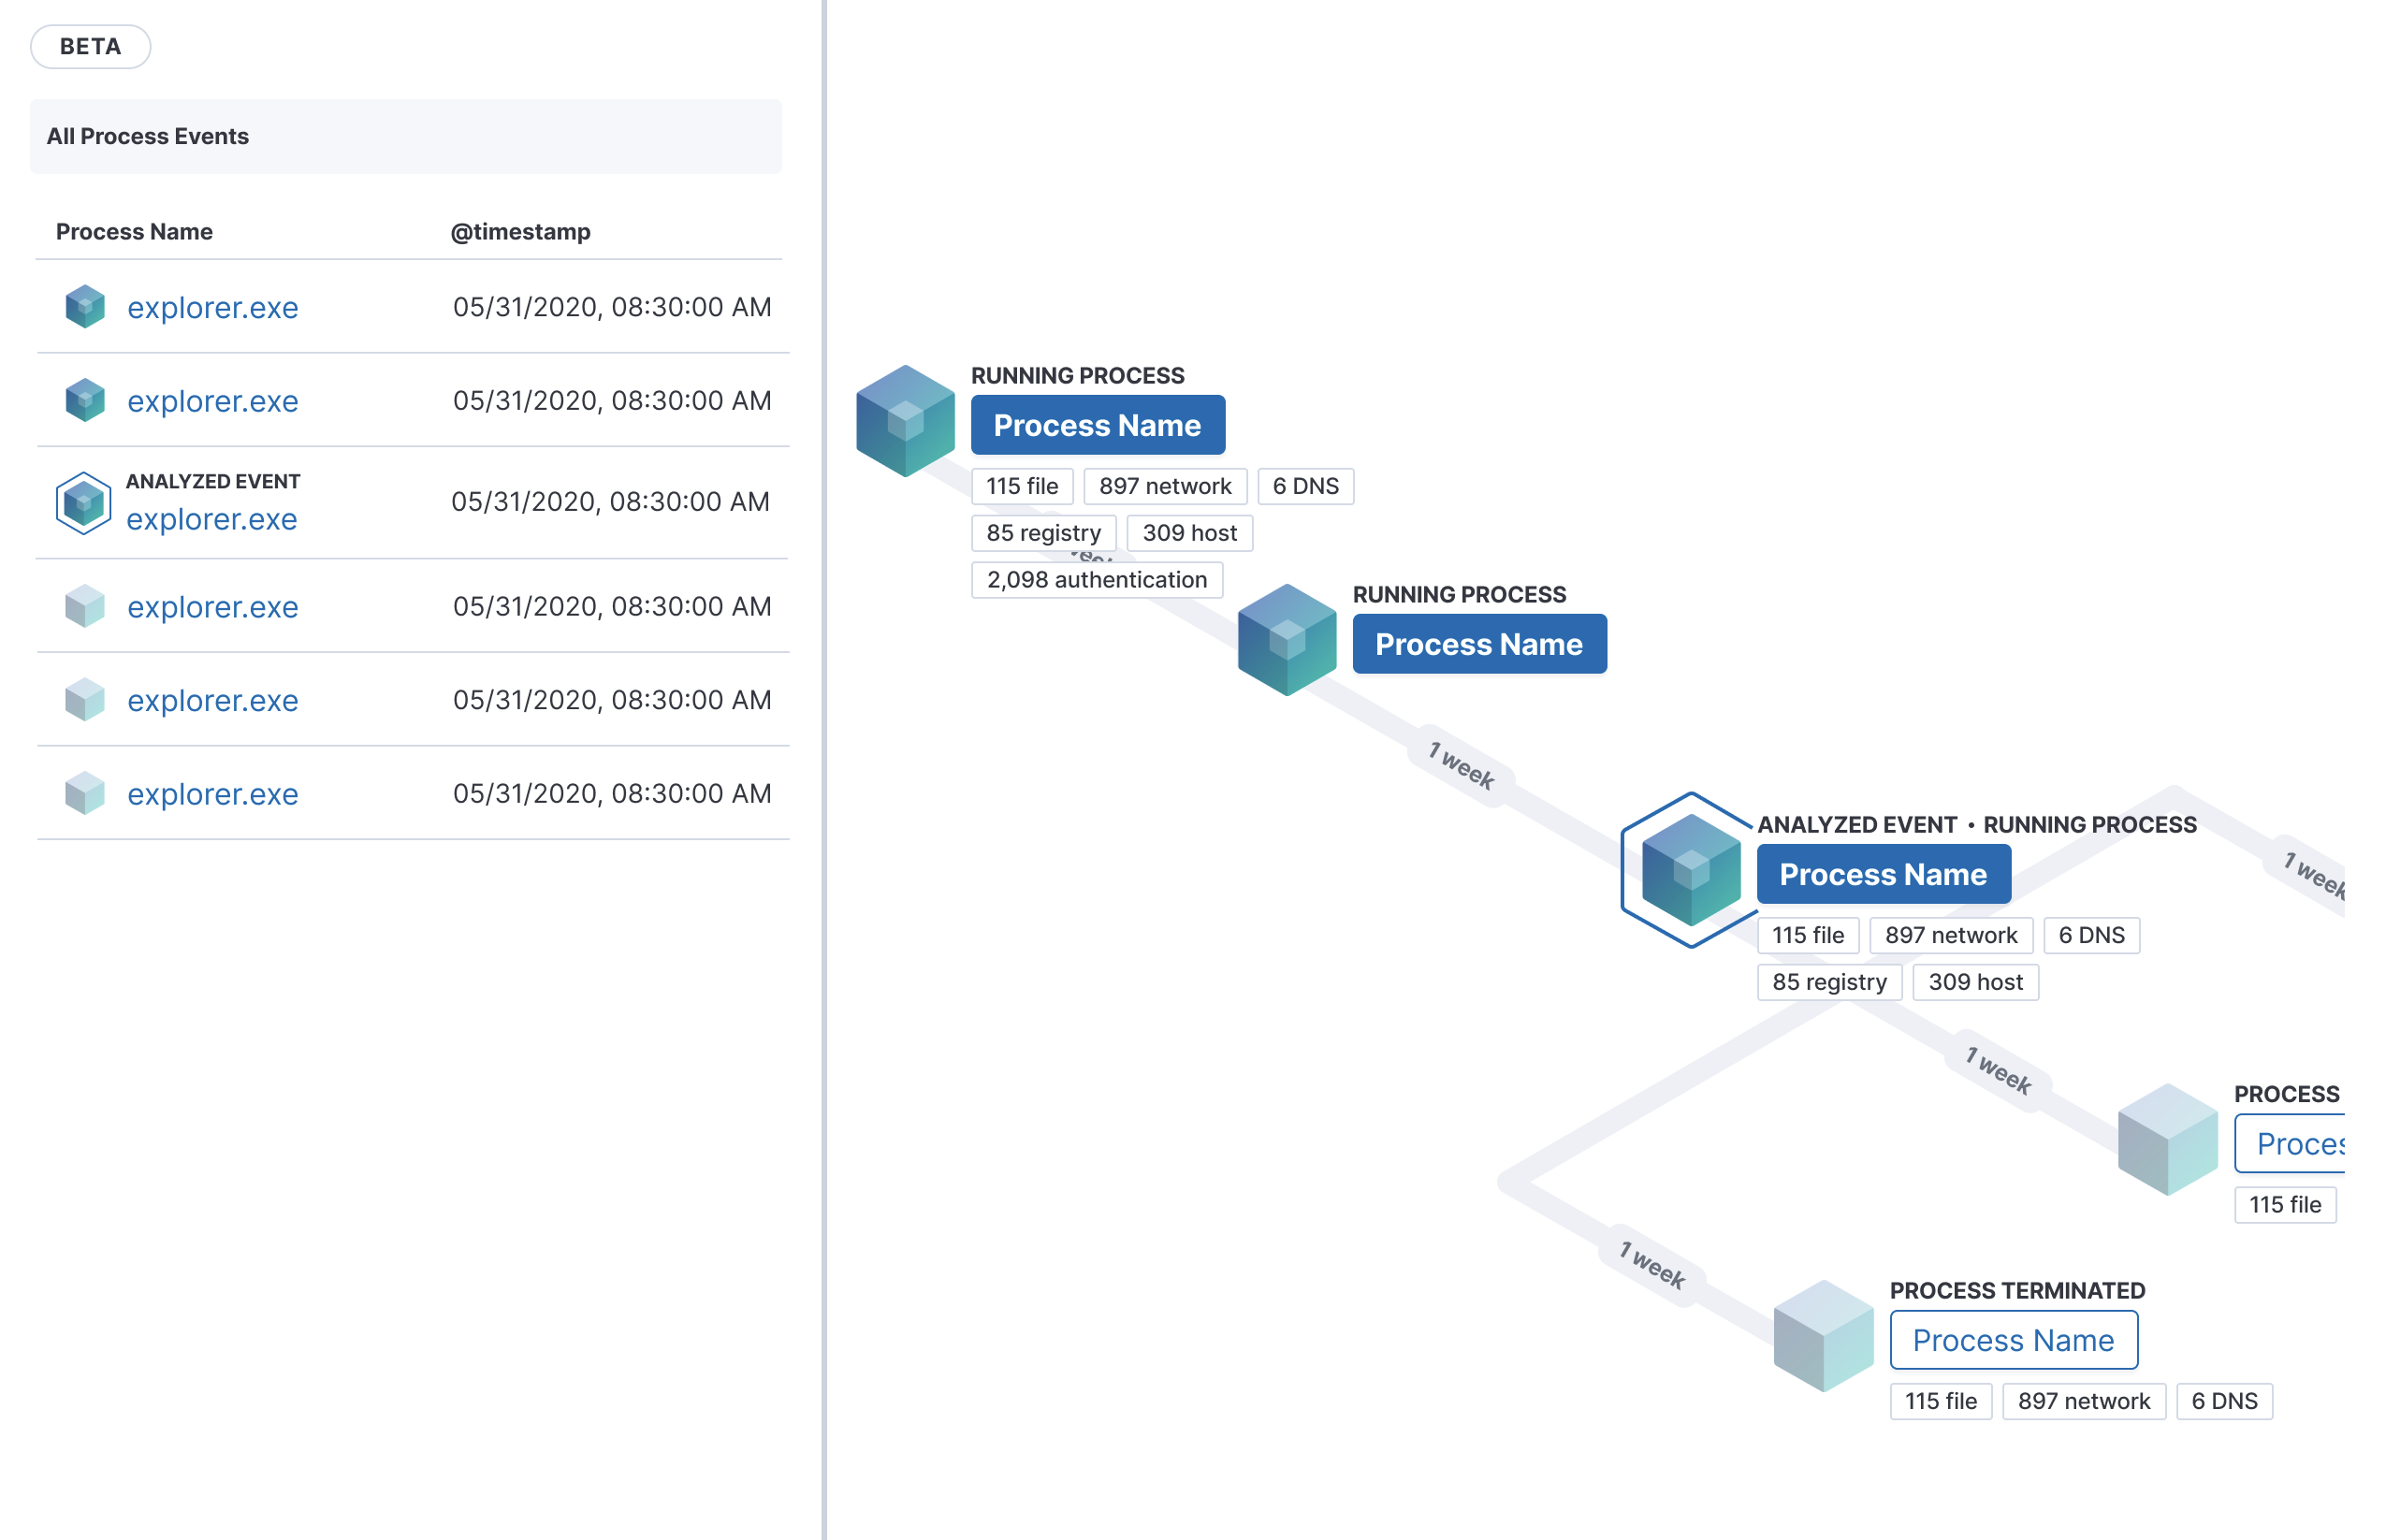 BETA
All Process Events
Process Name @timestamp
explorer.exe 05/31/2020, 08:30:00 AM
explorer.exe 05/31/2020, 08:30:00 AM
ANALYZED EVENT
explorer.exe 05/31/2020, 08:30:00 AM
explorer.exe 05/31/2020, 08:30:00 AM
explorer.exe 05/31/2020, 08:30:00 AM
explorer.exe 05/31/2020, 08:30:00 AM
RUNNING PROCESS
Process Name
115 file 897 network 6 DNS
85 registry 309 host
2,098 authentication
RUNNING PROCESS
Process Name
1 week
ANALYZED EVENT • RUNNING PROCESS
Process Name
115 file 897 network 6 DNS
85 registry 309 host
1 week
1 week
PROCESS
Proces
115 file
1 week
PROCESS TERMINATED
Process Name
115 file 897 network 6 DNS